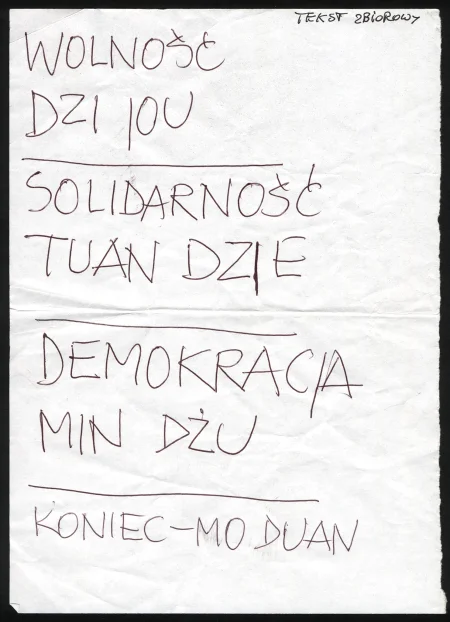 TEKST ZBIOROWY
WOLNOŚĆ
DZI JOU
SOLIDARNOŚĆ
TUAN DZIE
DEMOKRACJA
MIN DŻU
KONIEC-MO DUAN